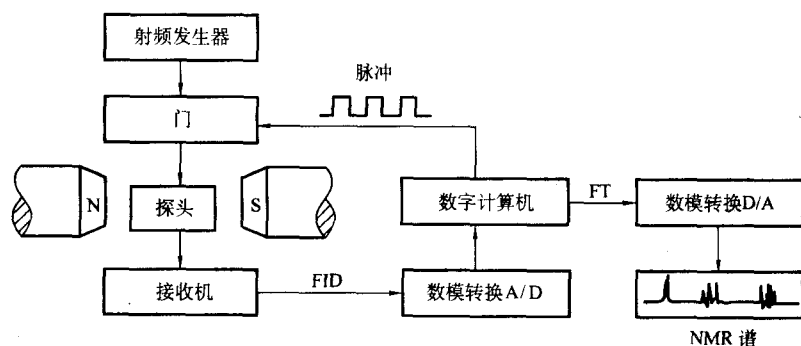 射频发生器
脉冲
门
N
探头
S
数字计算机
FT
数模转换D/A
接收机
FID
数模转换A/D
NMR 谱